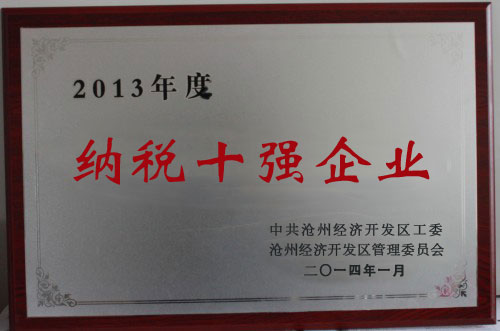 2013年度
纳税十强企业
中共沧州经济开发区工委
沧州经济开发区管理委员会
二〇一四年一月